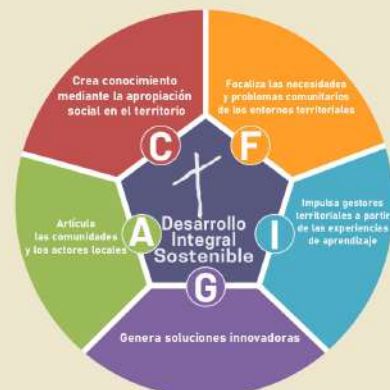 Crea conocimiento
mediante la apropiación
social en el territorio
C
Focaliza las necesidades
y problemas comunitarios
de los entornos territoriales
F
Impulsa gestores
territoriales a partir
de las experiencias
de aprendizaje
I
Genera soluciones innovadoras
G
Artícula
las comunidades
y los actores locales
A
Desarrollo
Integral
Sostenible